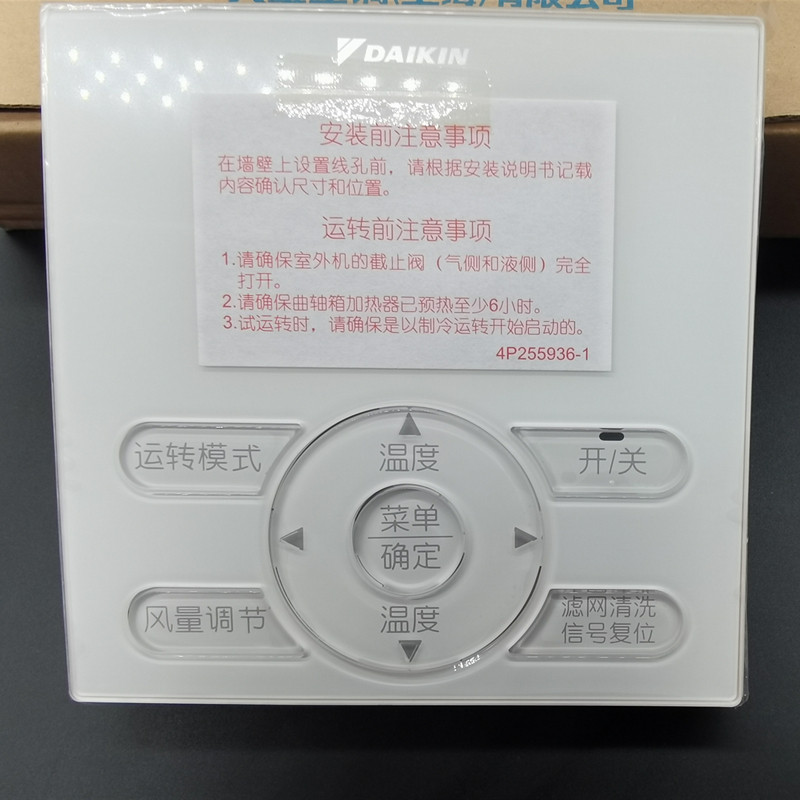 DAIKIN
安装前注意事项
在墙壁上设置线孔前，请根据安装说明书记载
内容确认尺寸和位置。
运转前注意事项
1.请确保室外机的截止阀（气侧和液侧）完全
打开。
2.请确保曲轴箱加热器已预热至少6小时。
3.试运转时，请确保是以制冷运转开始启动的。
4P255936-1
运转模式
温度
开/关
菜单
确定
风量调节
温度
滤网清洗
信号复位